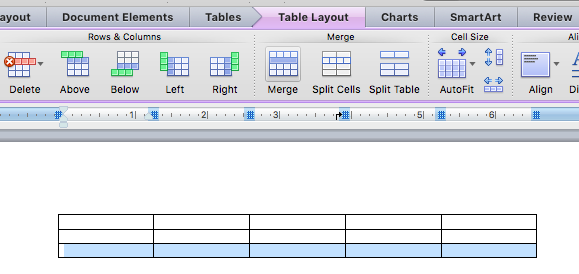 ayout Document Elements Tables Table Layout Charts SmartArt Review
Rows & Columns Merge Cell Size Ali
Delete Above Below Left Right Merge Split Cells Split Table AutoFit Align Di
1 2 3 5 6